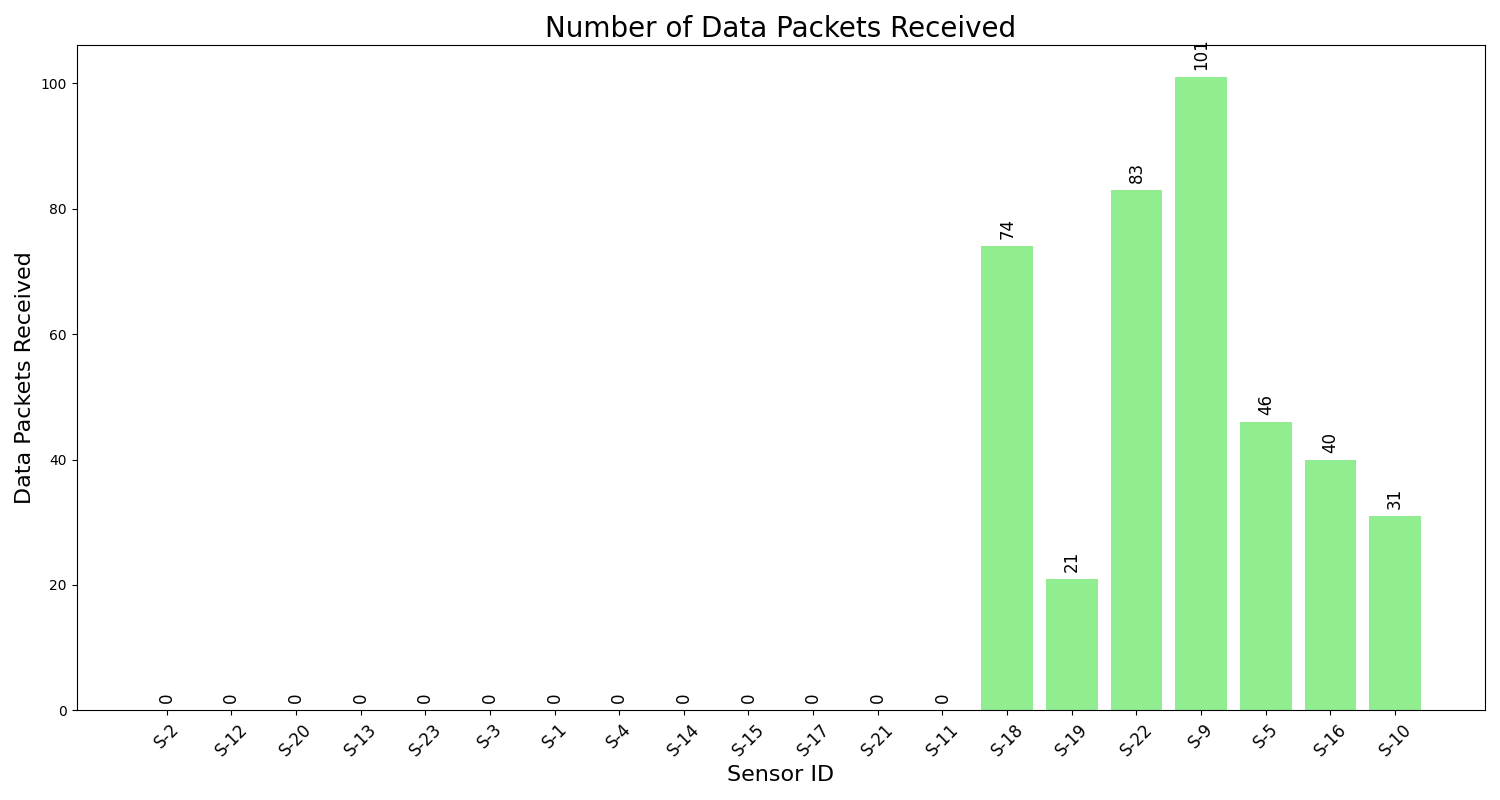 Number of Data Packets Received
Data Packets Received
100
80
60
40
20
0
0
0
0
0
0
0
0
0
0
0
0
0
0
74
21
83
101
46
40
31
S-2
S-12
S-20
S-13
S-23
S-3
S-1
S-4
S-14
S-15
S-17
S-21
S-11
S-18
S-19
S-22
S-9
S-5
S-16
S-10
Sensor ID